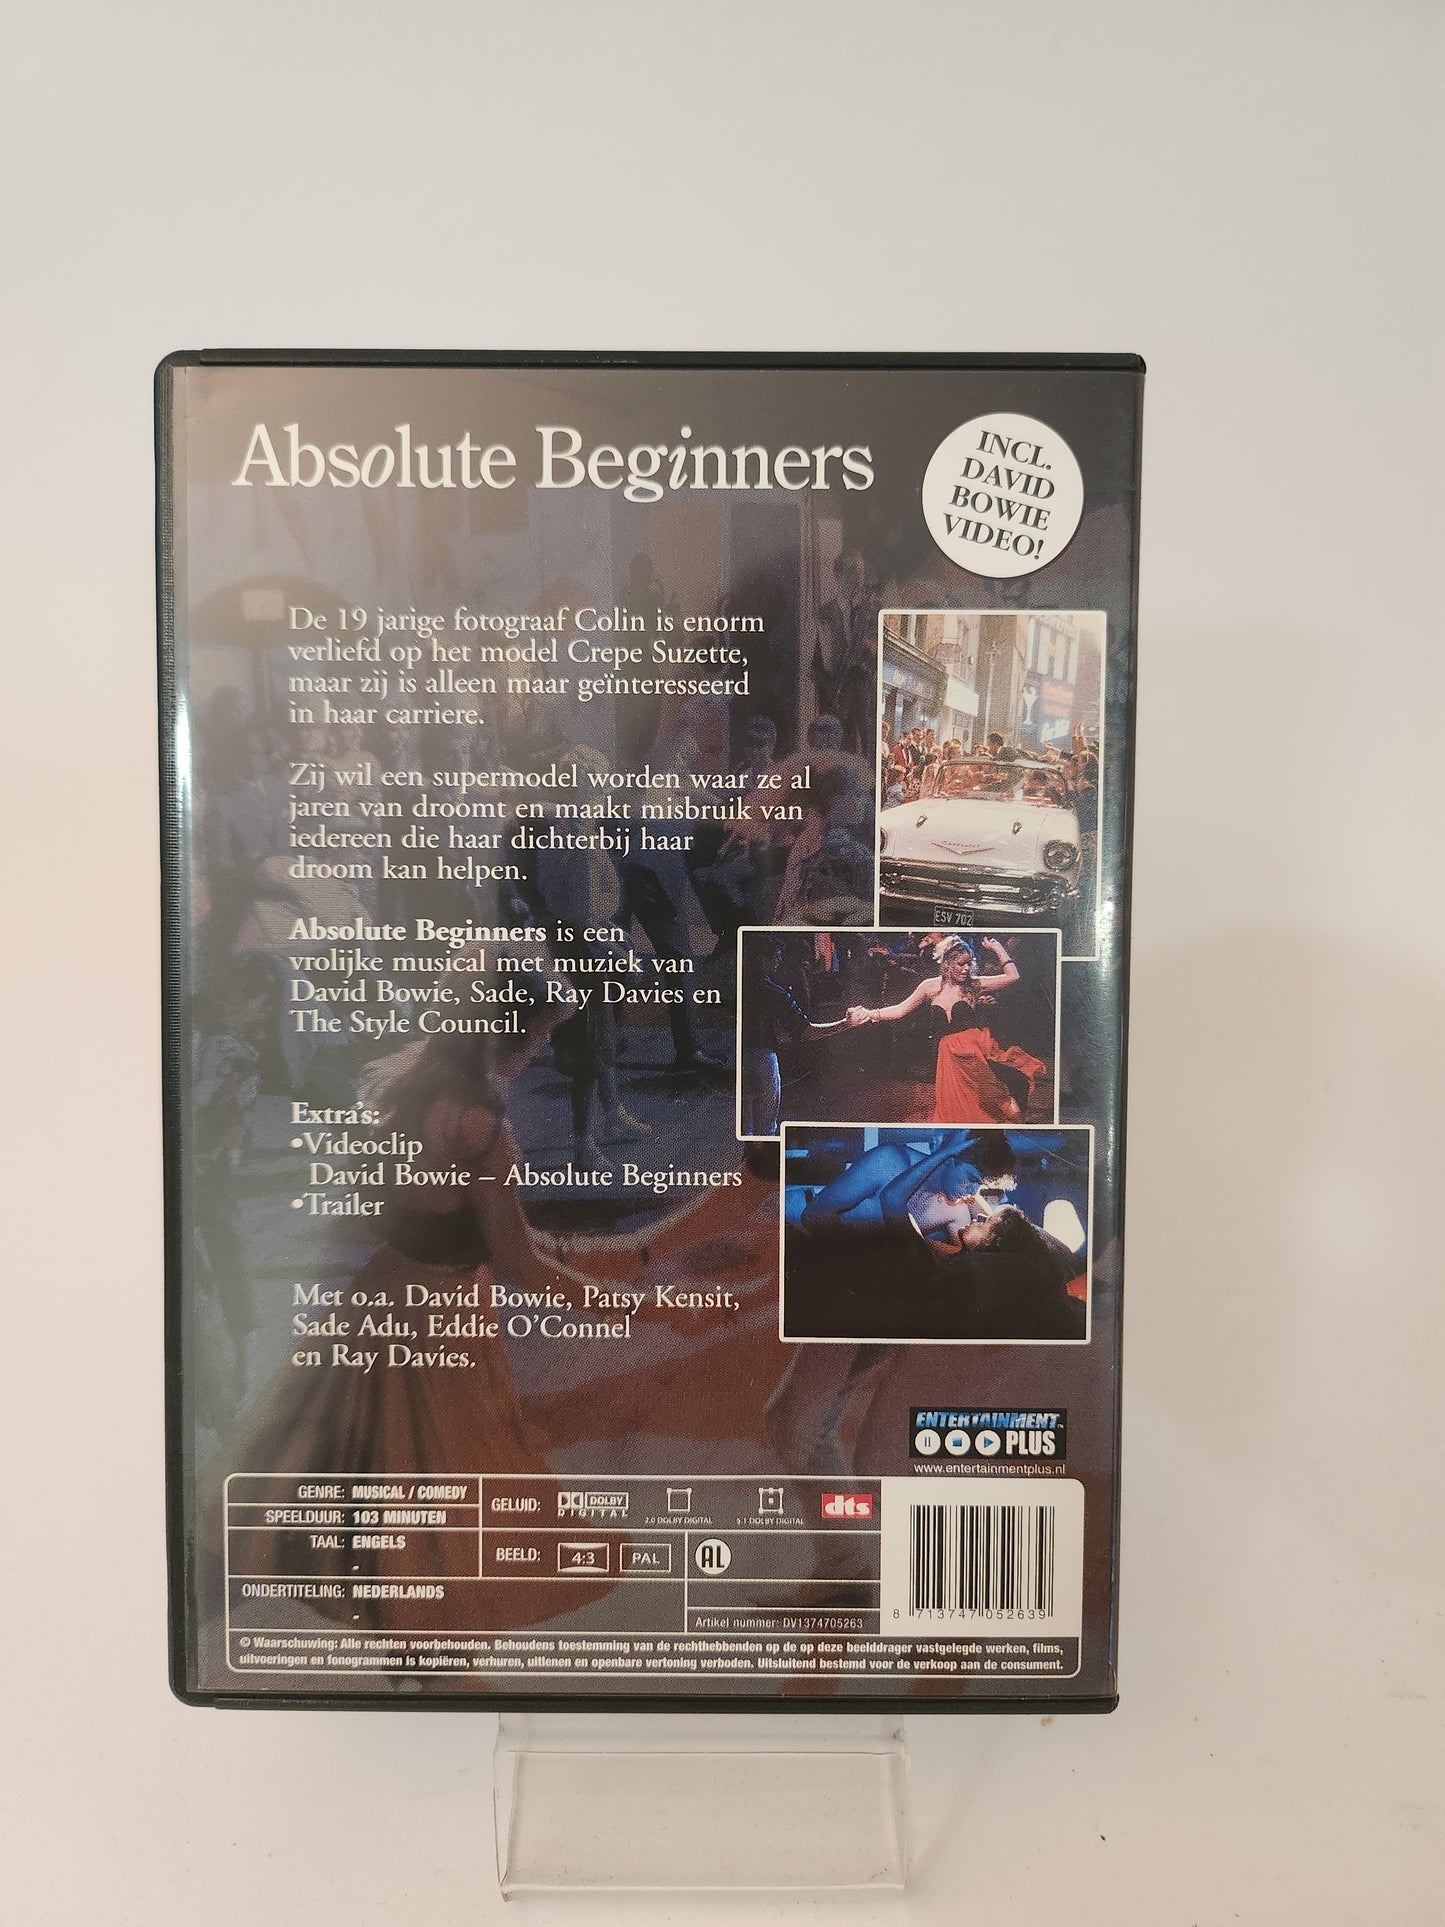 Absolute Beginners
INCL.
DAVID
BOWIE
VIDEO!
De 19 jarige fotograaf Colin is enorm
verliefd op het model Crepe Suzette,
maar zij is alleen maar geïnteresseerd
in haar carriere.
Zij wil een supermodel worden waar ze al
jaren van droomt en maakt misbruik van
iedereen die haar dichterbij haar
droom kan helpen.
Absolute Beginners is een
vrolijke musical met muziek van
David Bowie, Sade, Ray Davies en
The Style Council.
ESV 702
Extra's:
•Videoclip
David Bowie – Absolute Beginners
•Trailer
Met o.a. David Bowie, Patsy Kensit,
Sade Adu, Eddie O'Connel
en Ray Davies.
ENTERTAINMENT™
PLUS
www.entertainmentplus.nl
GENRE: MUSICAL / COMEDY
SPEELDUUR: 103 MINUTEN
TAAL: ENGELS
-
ONDERTITELING: NEDERLANDS
-
GELUID: DOLBY DIGITAL 2.0 DOLBY DIGITAL 5:1 DOLBY DIGITAL dts
BEELD: 4:3 PAL
AL
Artikel nummer: DV1374705263
8 713747 052639
© Waarschuwing: Alle rechten voorbehouden. Behoudens toestemming van de rechthebbenden op de op deze beelddrager vastgelegde werken, films,
uitvoeringen en fonogrammen is kopiëren, verhuren, uitlenen en openbare vertoning verboden. Uitsluitend bestemd voor de verkoop aan de consument.